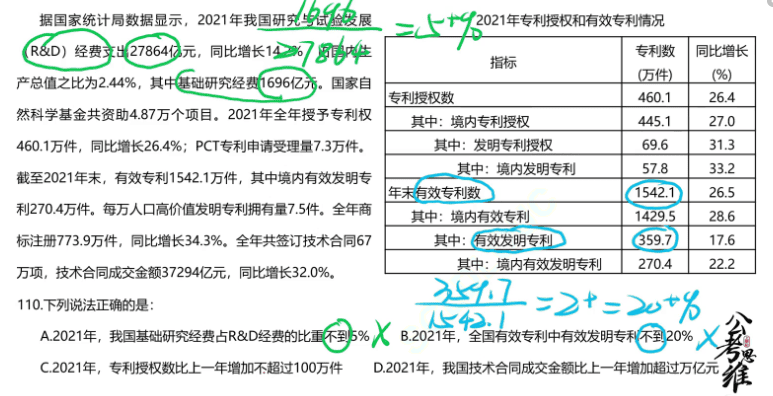 据国家统计局数据显示，2021年我国研究与试验发展
（R&D）经费支出27864亿元，同比增长14.2%，与国内生
产总值之比为2.44%，其中基础研究经费1696亿元。国家自
然科学基金共资助4.87万个项目。2021年全年授予专利权
460.1万件，同比增长26.4%；PCT专利申请受理量7.3万件。
截至2021年末，有效专利1542.1万件，其中境内有效发明专
利270.4万件。每万人口高价值发明专利拥有量7.5件。全年商
标注册773.9万件，同比增长34.3%。全年共签订技术合同67
万项，技术合同成交金额37294亿元，同比增长32.0%。
1696
27864
=5+%
2021年专利授权和有效专利情况
指标 专利数（万件） 同比增长（%）
专利授权数 460.1 26.4
其中：境内专利授权 445.1 27.0
其中：发明专利授权 69.6 31.3
其中：境内发明专利 57.8 33.2
年末有效专利数 1542.1 26.5
其中：境内有效专利 1429.5 28.6
其中：有效发明专利 359.7 17.6
其中：境内有效发明专利 270.4 22.2
359.7
1542.1
=2+=20+%
110.下列说法正确的是：
A.2021年，我国基础研究经费占R&D经费的比重不到5% X
B.2021年，全国有效专利中有效发明专利不到20% X
C.2021年，专利授权数比上一年增加不超过100万件
D.2021年，我国技术合同成交金额比上一年增加超过万亿元
公考思维